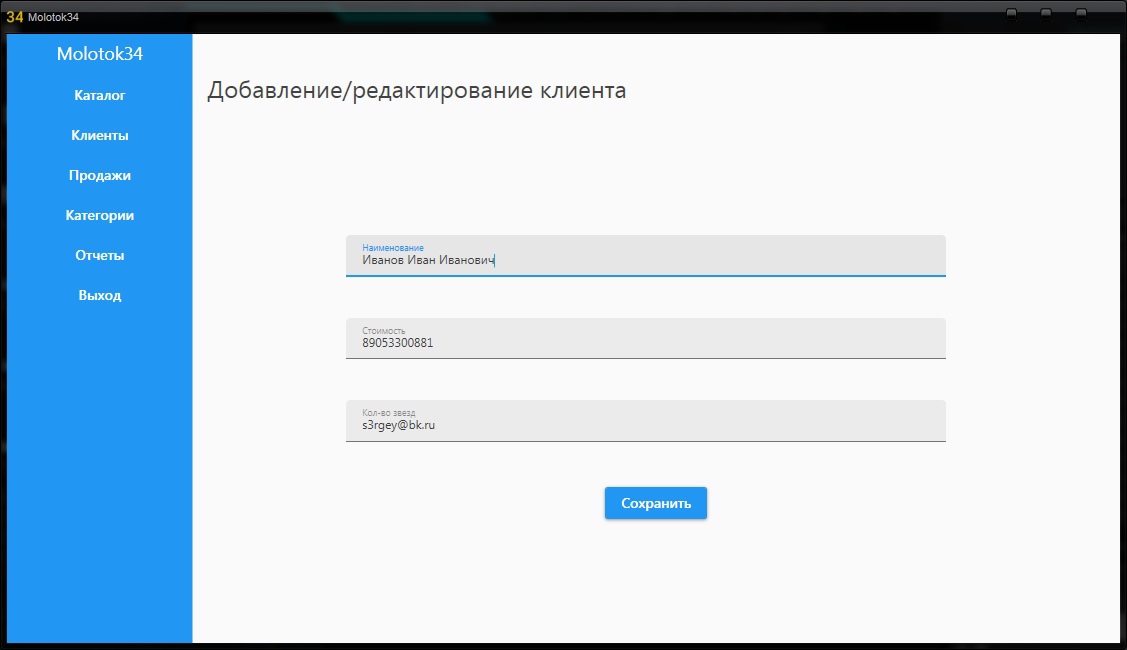 34 Molotok34
Molotok34
Каталог
Клиенты
Продажи
Категории
Отчеты
Выход
Добавление/редактирование клиента
Наименование
Иванов Иван Иванович
Стоимость
89053300881
Кол-во звезд
s3rgey@bk.ru
Сохранить